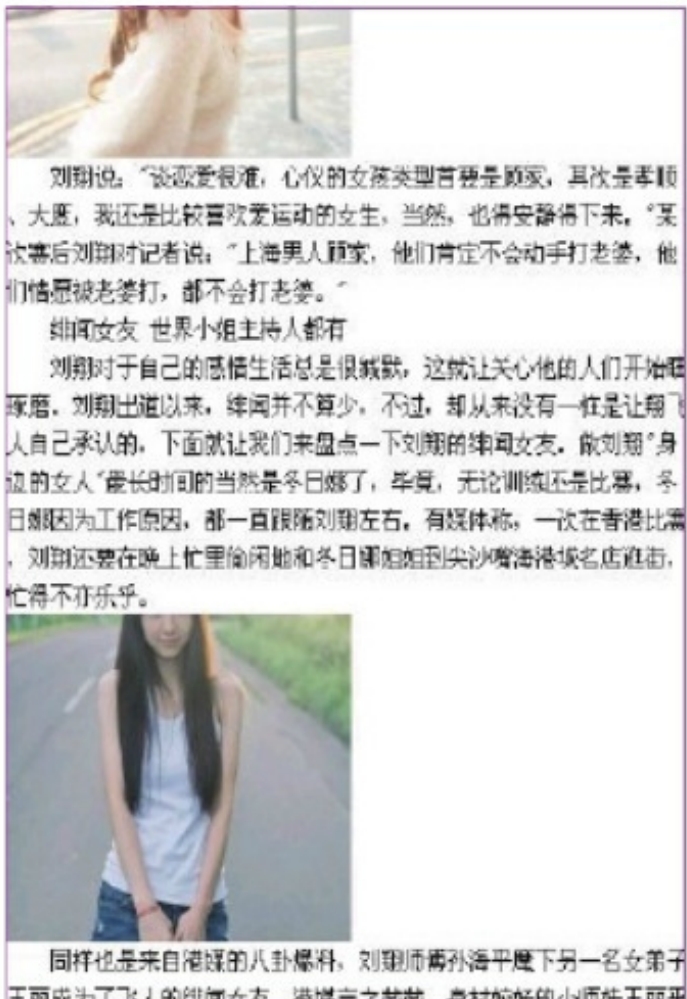 刘翔说:“谈恋爱很难,心仪的女孩类型首要是顾家,其次是孝顺
、大度,我还是比较喜欢爱运动的女生,当然,也得安静得下来。”某
次赛后刘翔对记者说:“上海男人顾家,他们肯定不会动手打老婆,他
们情愿被老婆打,都不会打老婆。”
绯闻女友 世界小姐主持人都有
刘翔对于自己的感情生活总是很缄默,这就让关心他的人们开始暗
琢磨。刘翔出道以来,绯闻并不算少,不过,却从来没有一桩是让翔飞
人自己承认的,下面就让我们来盘点一下刘翔的绯闻女友。做刘翔“身
边的女人”最长时间的当然是冬日娜了,毕竟,无论训练还是比赛,冬
日娜因为工作原因,都一直跟随刘翔左右。有媒体称,一次在香港比赛
,刘翔还要在晚上忙里偷闲地和冬日娜姐姐到尖沙嘴海港城名店逛街,
忙得不亦乐乎。
同样也是来自港媒的八卦爆料,刘翔师傅孙海平麾下另一名女弟子